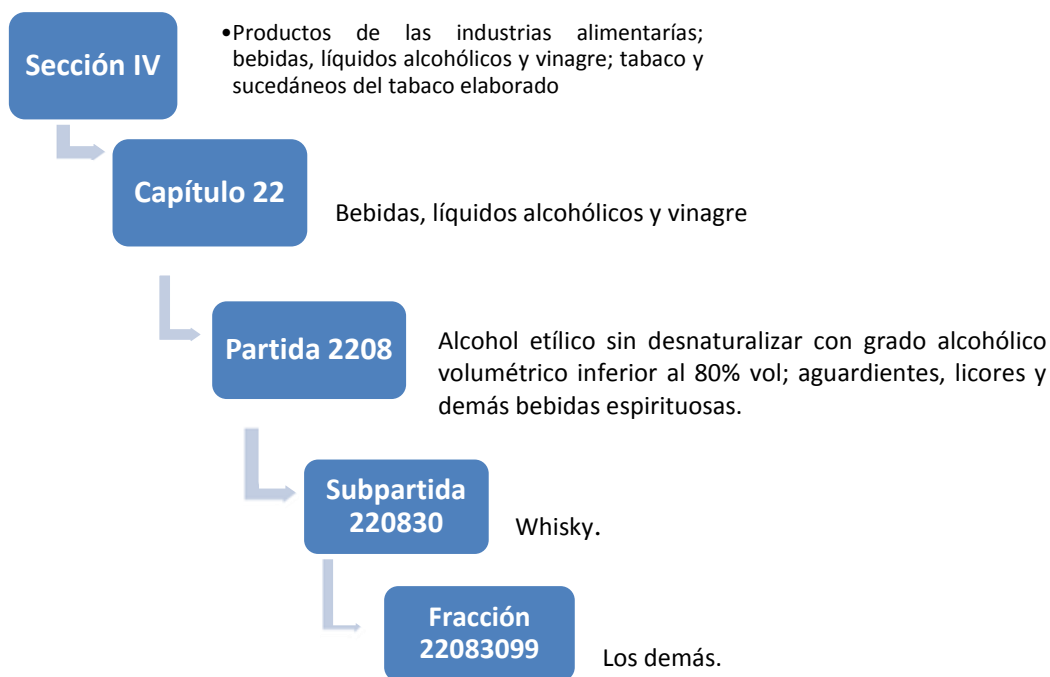 Sección IV
•Productos de las industrias alimentarías;
bebidas, líquidos alcohólicos y vinagre; tabaco y
sucedáneos del tabaco elaborado
Capítulo 22
Bebidas, líquidos alcohólicos y vinagre
Partida 2208
Alcohol etílico sin desnaturalizar con grado alcohólico
volumétrico inferior al 80% vol; aguardientes, licores y
demás bebidas espirituosas.
Subpartida
220830
Whisky.
Fracción
22083099
Los demás.